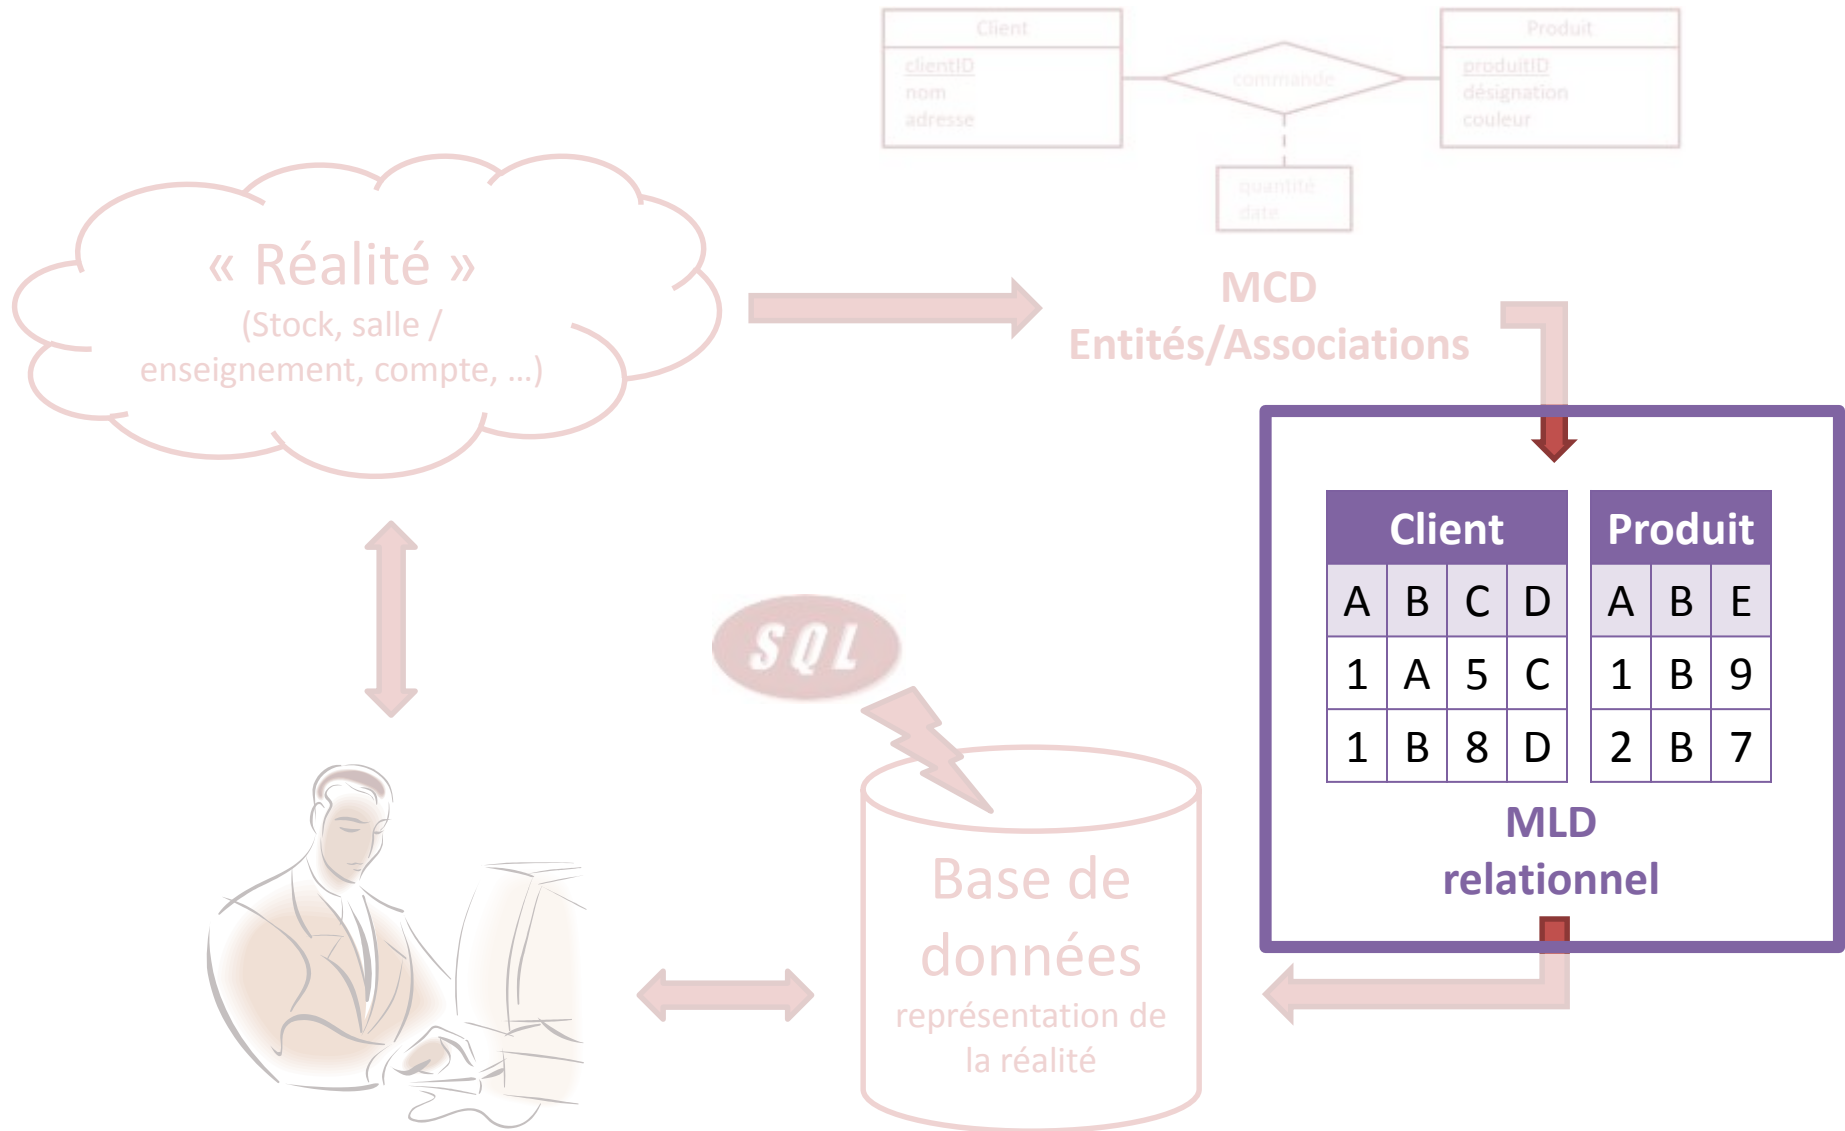 Client
clientID
nom
adresse
commande
quantité
date
Produit
produitID
désignation
couleur
« Réalité »
(Stock, salle /
enseignement, compte, ...)
MCD
Entités/Associations
Client
A B C D
1 A 5 C
1 B 8 D
Produit
A B E
1 B 9
2 B 7
MLD
relationnel
SQL
Base de
données
représentation de
la réalité